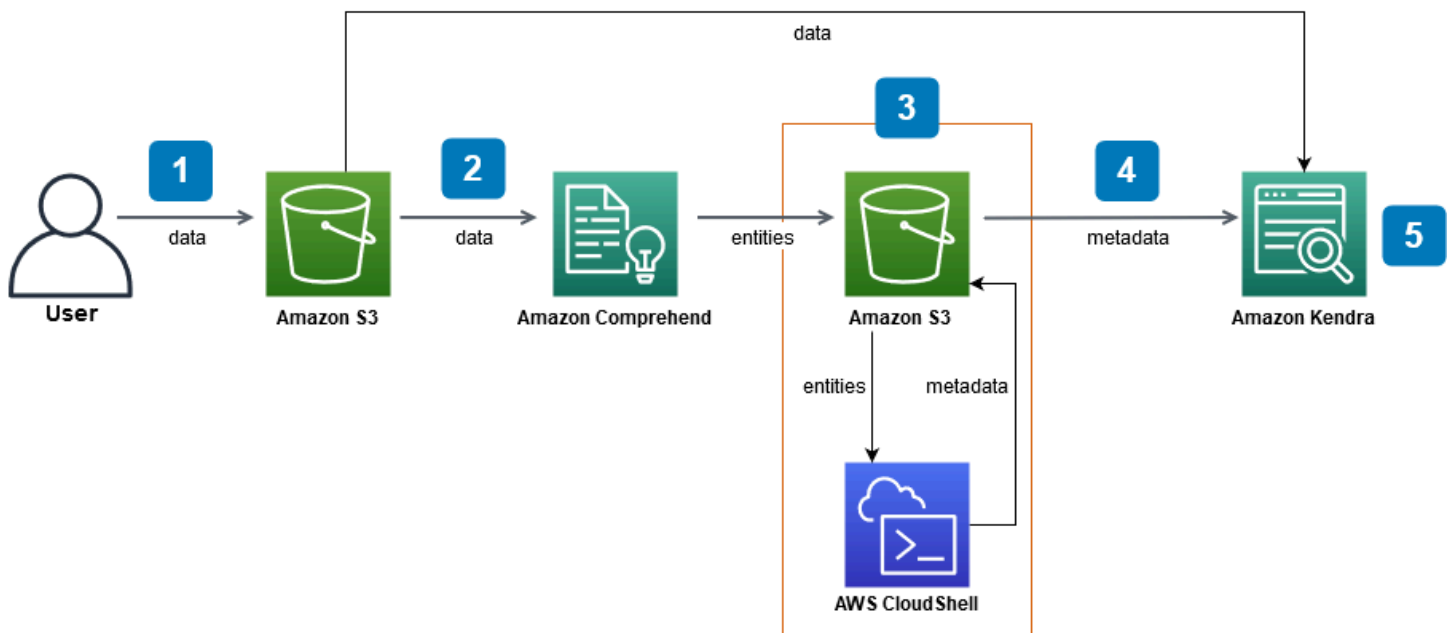 data
3
1
2
4
5
data
data
entities
metadata
User
Amazon S3
Amazon Comprehend
Amazon S3
Amazon Kendra
entities
metadata
AWS CloudShell